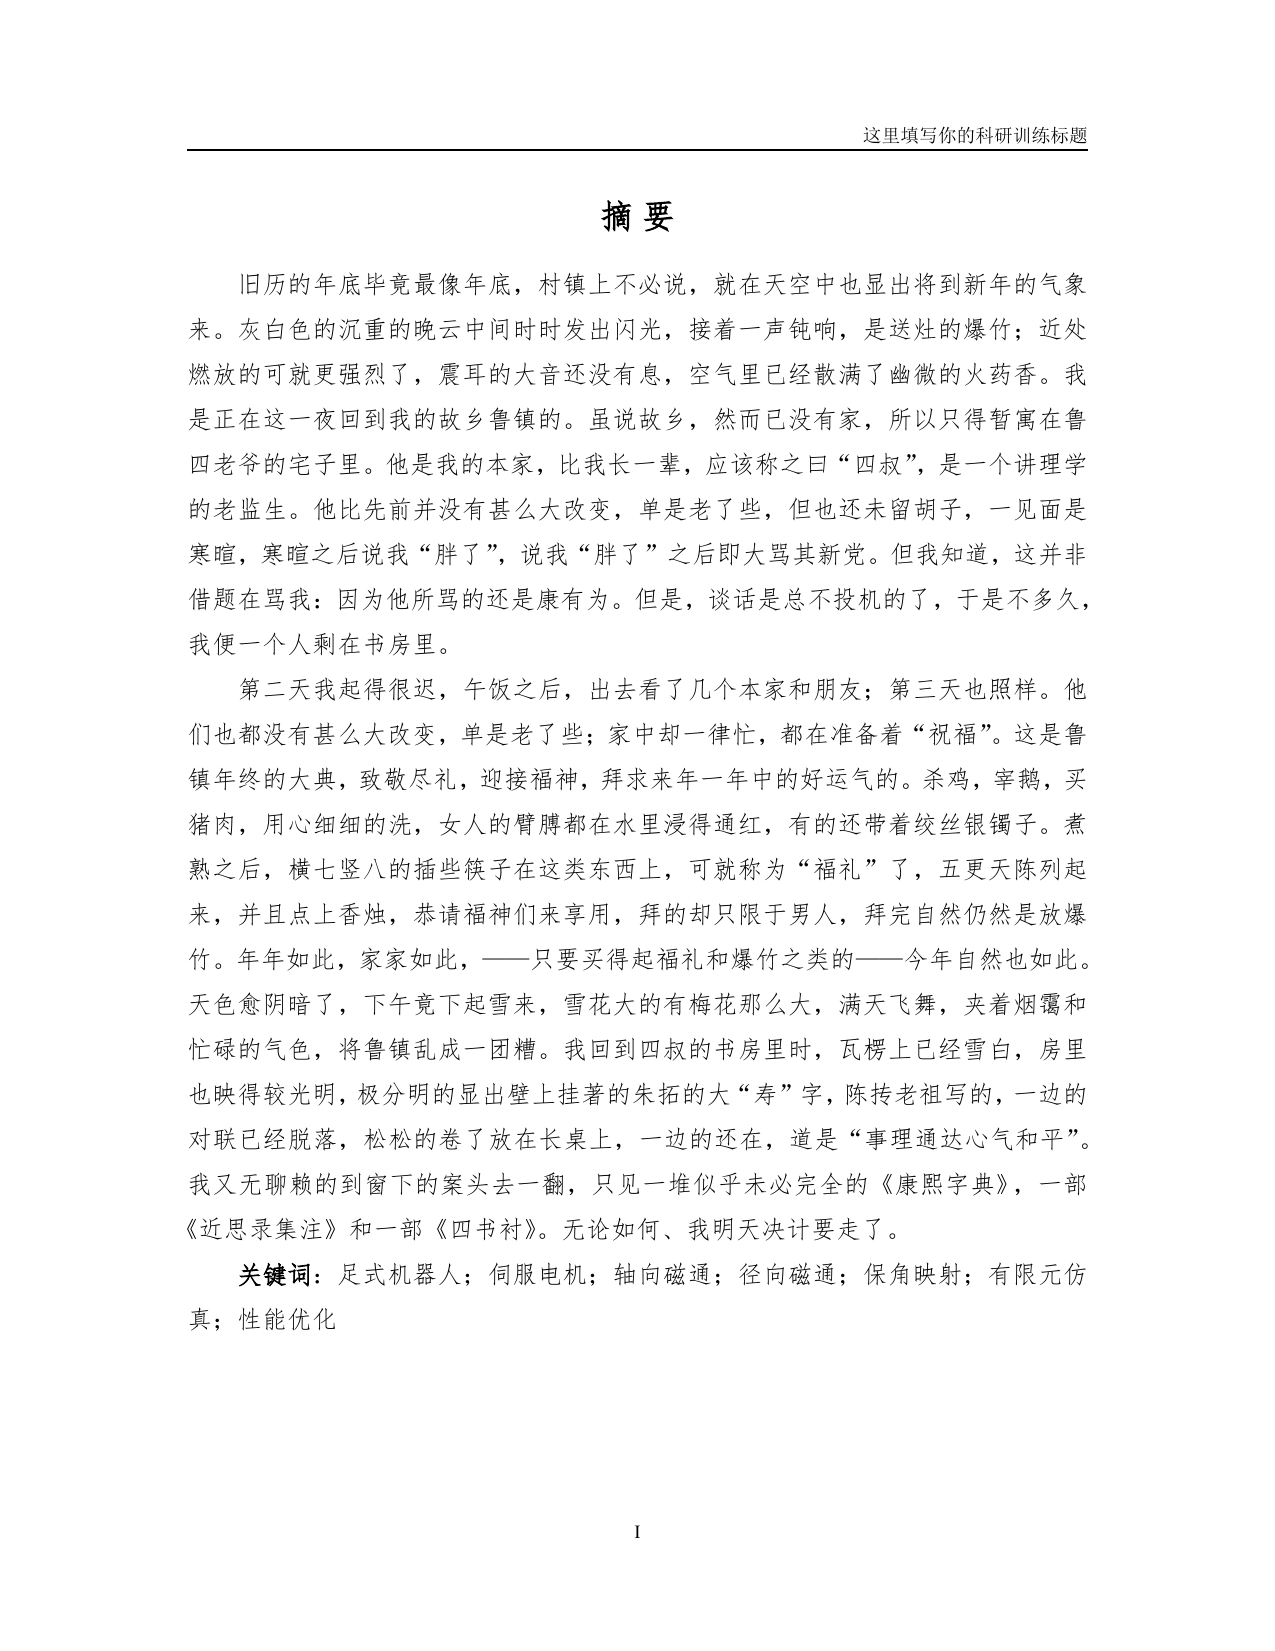 这里填写你的科研训练标题
摘 要
旧历的年底毕竟最像年底，村镇上不必说，就在天空中也显出将到新年的气象
来。灰白色的沉重的晚云中间时时发出闪光，接着一声钝响，是送灶的爆竹；近处
燃放的可就更强烈了，震耳的大音还没有息，空气里已经散满了幽微的火药香。我
是正在这一夜回到我的故乡鲁镇的。虽说故乡，然而已没有家，所以只得暂寓在鲁
四老爷的宅子里。他是我的本家，比我长一辈，应该称之曰“四叔”，是一个讲理学
的老监生。他比先前并没有甚么大改变，单是老了些，但也还未留胡子，一见面是
寒暄，寒暄之后说我“胖了”，说我“胖了”之后即大骂其新党。但我知道，这并非
借题在骂我：因为他所骂的还是康有为。但是，谈话是总不投机的了，于是不多久，
我便一个人剩在书房里。
第二天我起得很迟，午饭之后，出去看了几个本家和朋友；第三天也照样。他
们也都没有甚么大改变，单是老了些；家中却一律忙，都在准备着“祝福”。这是鲁
镇年终的大典，致敬尽礼，迎接福神，拜求来年一年中的好运气的。杀鸡，宰鹅，买
猪肉，用心细细的洗，女人的臂膊都在水里浸得通红，有的还带着绞丝银镯子。煮
熟之后，横七竖八的插些筷子在这类东西上，可就称为“福礼”了，五更天陈列起
来，并且点上香烛，恭请福神们来享用，拜的却只限于男人，拜完自然仍然是放爆
竹。年年如此，家家如此，——只要买得起福礼和爆竹之类的——今年自然也如此。
天色愈阴暗了，下午竟下起雪来，雪花大的有梅花那么大，满天飞舞，夹着烟霭和
忙碌的气色，将鲁镇乱成一团糟。我回到四叔的书房里时，瓦楞上已经雪白，房里
也映得较光明，极分明的显出壁上挂著的朱拓的大“寿”字，陈抟老祖写的，一边的
对联已经脱落，松松的卷了放在长桌上，一边的还在，道是“事理通达心气和平”。
我又无聊赖的到窗下的案头去一翻，只见一堆似乎未必完全的《康熙字典》，一部
《近思录集注》和一部《四书衬》。无论如何、我明天决计要走了。
关键词：足式机器人；伺服电机；轴向磁通；径向磁通；保角映射；有限元仿
真；性能优化
I